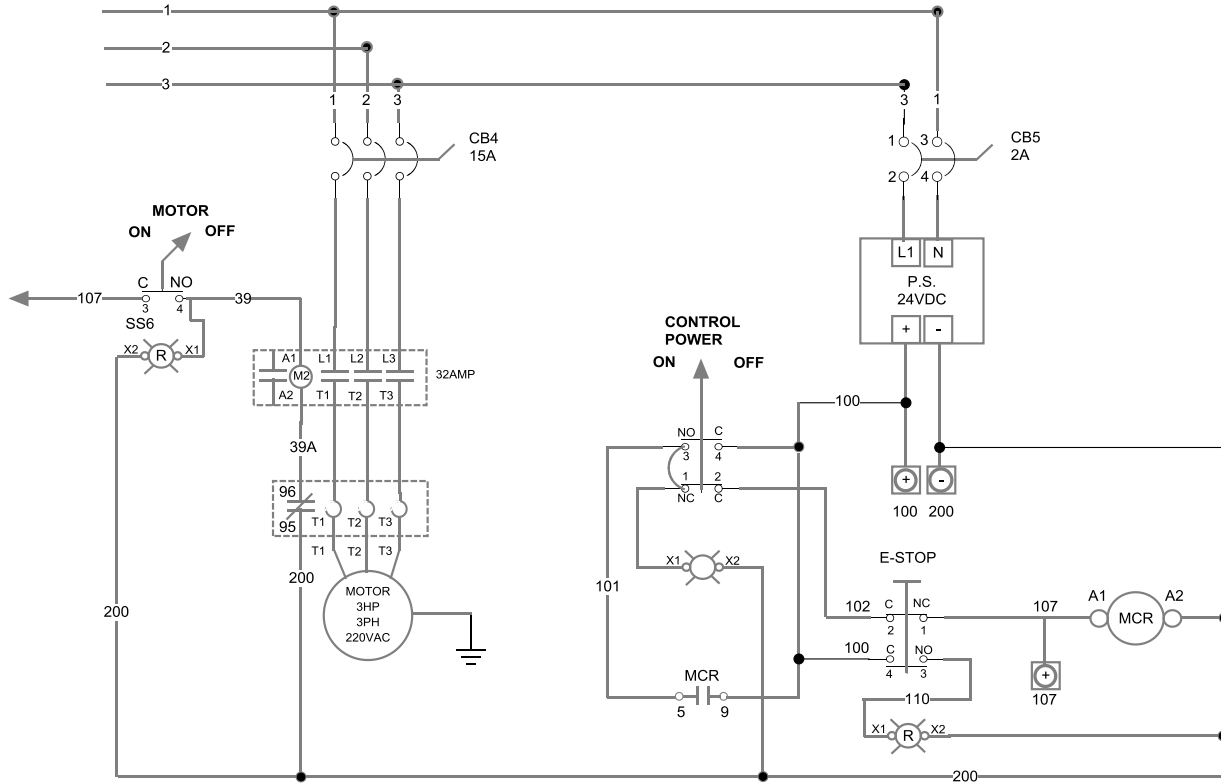 1
2
3
1 2 3
3 1
CB4
15A
1 3
2 4
CB5
2A
MOTOR
ON OFF
L1 N
P.S.
24VDC
+ -
C NO
107 3 4 39
SS6
X2 R X1
CONTROL
POWER
ON OFF
A1 L1 L2 L3
M2
32AMP
A2 T1 T2 T3
100
NO C
3 4
39A
1 2
NC C
+ -
100 200
96
95 T1 T2 T3
T1 T2 T3
200
MOTOR
3HP
3PH
220VAC
X1 X2
E-STOP
101
200
102 C NC 107 A1 MCR A2
2 1
100 C NO
4 3
+
107
MCR
5 9
110
X1 R X2
200